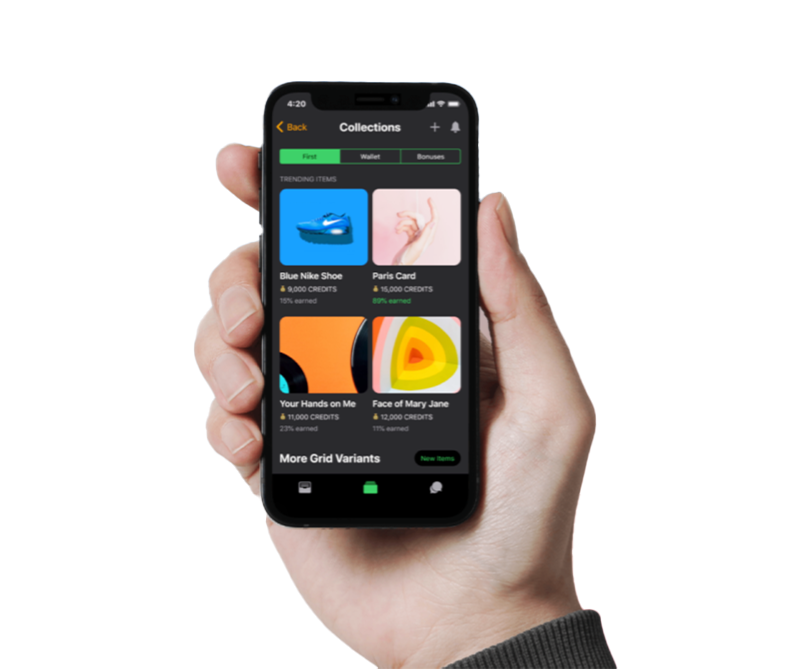 4:20
Back
Collections
First
Wallet
Bonuses
TRENDING ITEMS
Blue Nike Shoe
9,000 CREDITS
15% earned
Paris Card
15,000 CREDITS
89% earned
Your Hands on Me
11,000 CREDITS
23% earned
Face of Mary Jane
12,000 CREDITS
11% earned
More Grid Variants
New Items